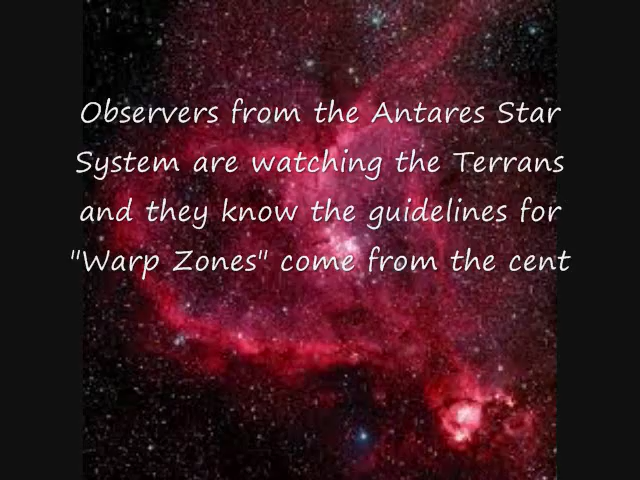 Observers from the Antares Star
System are watching the Terrans
and they know the guidelines for
"Warp Zones" come from the cent